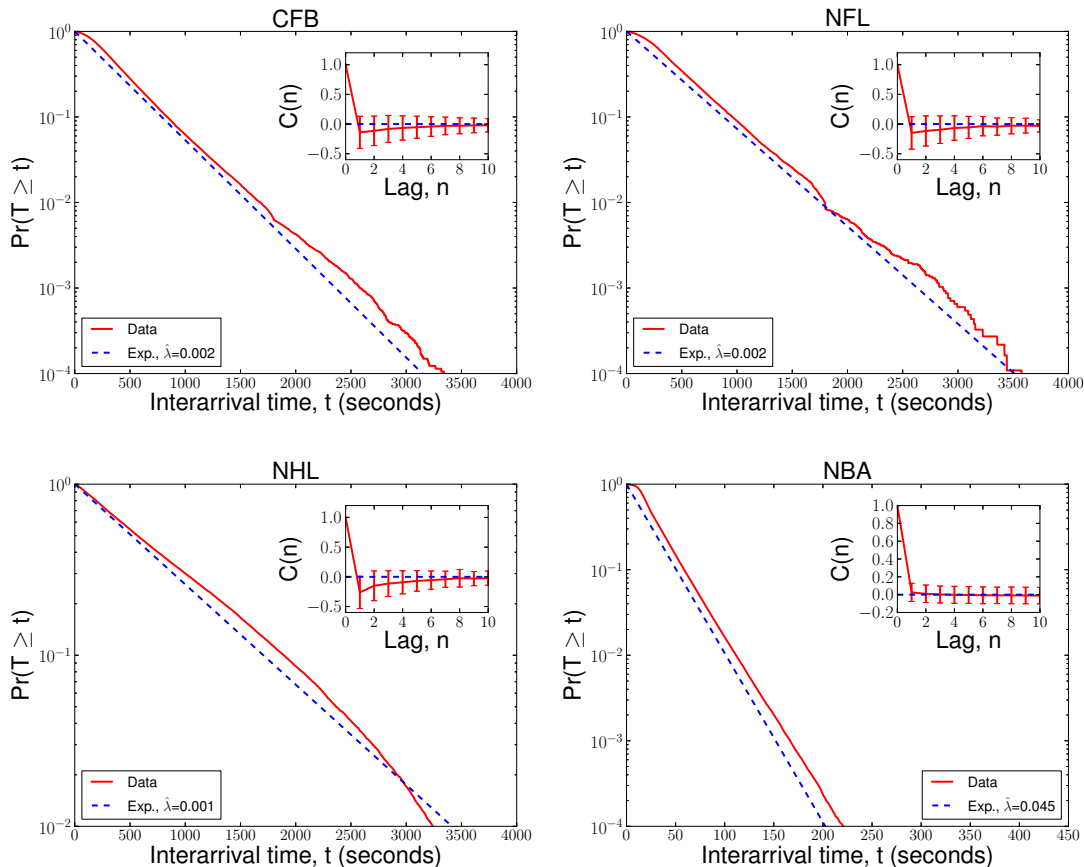 CFB
10^0
10^-1
10^-2
10^-3
10^-4
Pr(T ≥ t)
0 500 1000 1500 2000 2500 3000 3500 4000
Interarrival time, t (seconds)
Data
Exp., λ̂=0.002
1.0
0.5
0.0
−0.5
C(n)
0 2 4 6 8 10
Lag, n
NFL
10^0
10^-1
10^-2
10^-3
10^-4
Pr(T ≥ t)
0 500 1000 1500 2000 2500 3000 3500 4000
Interarrival time, t (seconds)
Data
Exp., λ̂=0.002
1.0
0.5
0.0
−0.5
C(n)
0 2 4 6 8 10
Lag, n
NHL
10^0
10^-1
10^-2
Pr(T ≥ t)
0 500 1000 1500 2000 2500 3000 3500 4000
Interarrival time, t (seconds)
Data
Exp., λ̂=0.001
1.0
0.5
0.0
−0.5
C(n)
0 2 4 6 8 10
Lag, n
NBA
10^0
10^-1
10^-2
10^-3
10^-4
Pr(T ≥ t)
0 50 100 150 200 250 300 350 400 450
Interarrival time, t (seconds)
Data
Exp., λ̂=0.045
1.0
0.8
0.6
0.4
0.2
0.0
−0.2
C(n)
0 2 4 6 8 10
Lag, n